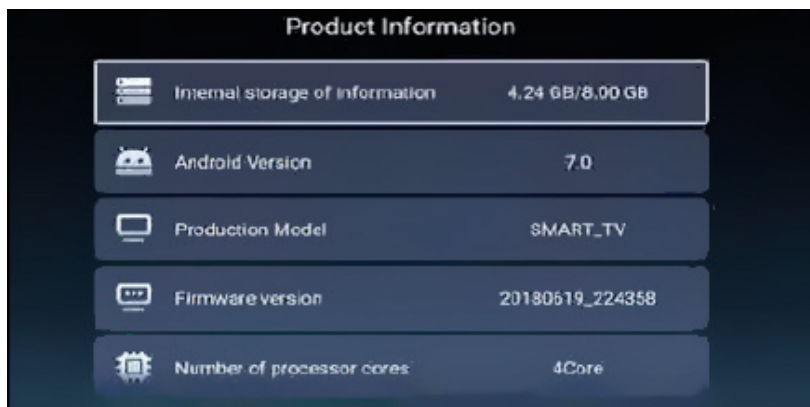 Product Information
Internal storage of information 4.24 GB/8.00 GB
Android Version 7.0
Production Model SMART_TV
Firmware version 20180619_224358
Number of processor cores 4Core